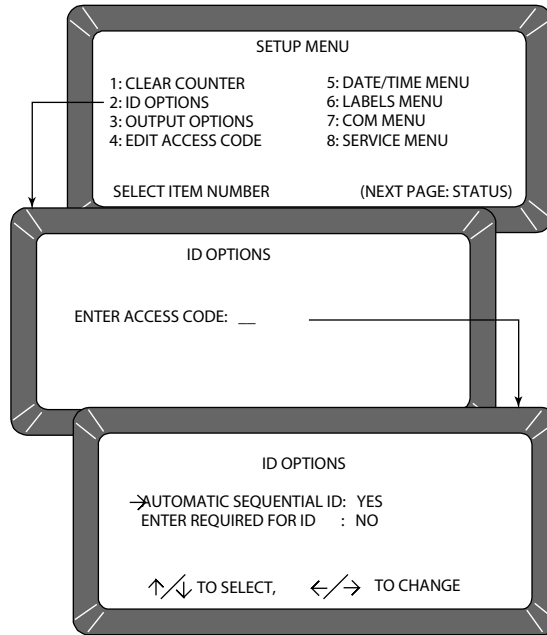 SETUP MENU
1: CLEAR COUNTER 5: DATE/TIME MENU
2: ID OPTIONS 6: LABELS MENU
3: OUTPUT OPTIONS 7: COM MENU
4: EDIT ACCESS CODE 8: SERVICE MENU
SELECT ITEM NUMBER (NEXT PAGE: STATUS)
ID OPTIONS
ENTER ACCESS CODE: __
ID OPTIONS
→AUTOMATIC SEQUENTIAL ID: YES
ENTER REQUIRED FOR ID : NO
↑/↓ TO SELECT, ←/→ TO CHANGE